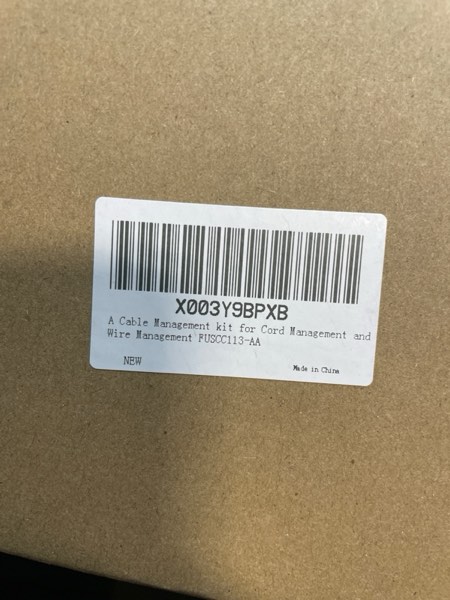 X003Y9BPXB
A Cable Management kit for Cord Management and
Wire Management FUSCC113-AA
NEW
Made in China